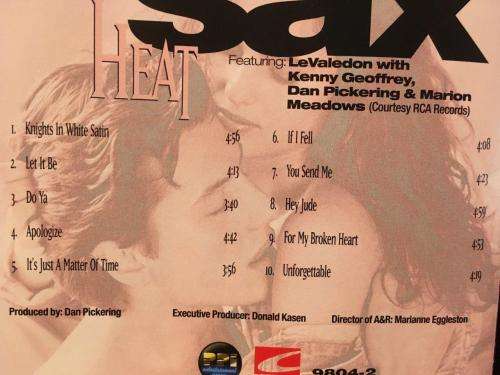 sax
HEAT
Featuring: LeValedon with
Kenny Geoffrey,
Dan Pickering & Marion
Meadows (Courtesy RCA Records)
1. Knights In White Satin 4:56
2. Let It Be 4:13
3. Do Ya 3:40
4. Apologize 4:42
5. It's Just A Matter Of Time 3:56
6. If I Fell 4:08
7. You Send Me 4:23
8. Hey Jude 4:59
9. For My Broken Heart 4:53
10. Unforgettable 4:19
Produced by: Dan Pickering
Executive Producer: Donald Kasen
Director of A&R: Marianne Eggleston
PPI
9804-2